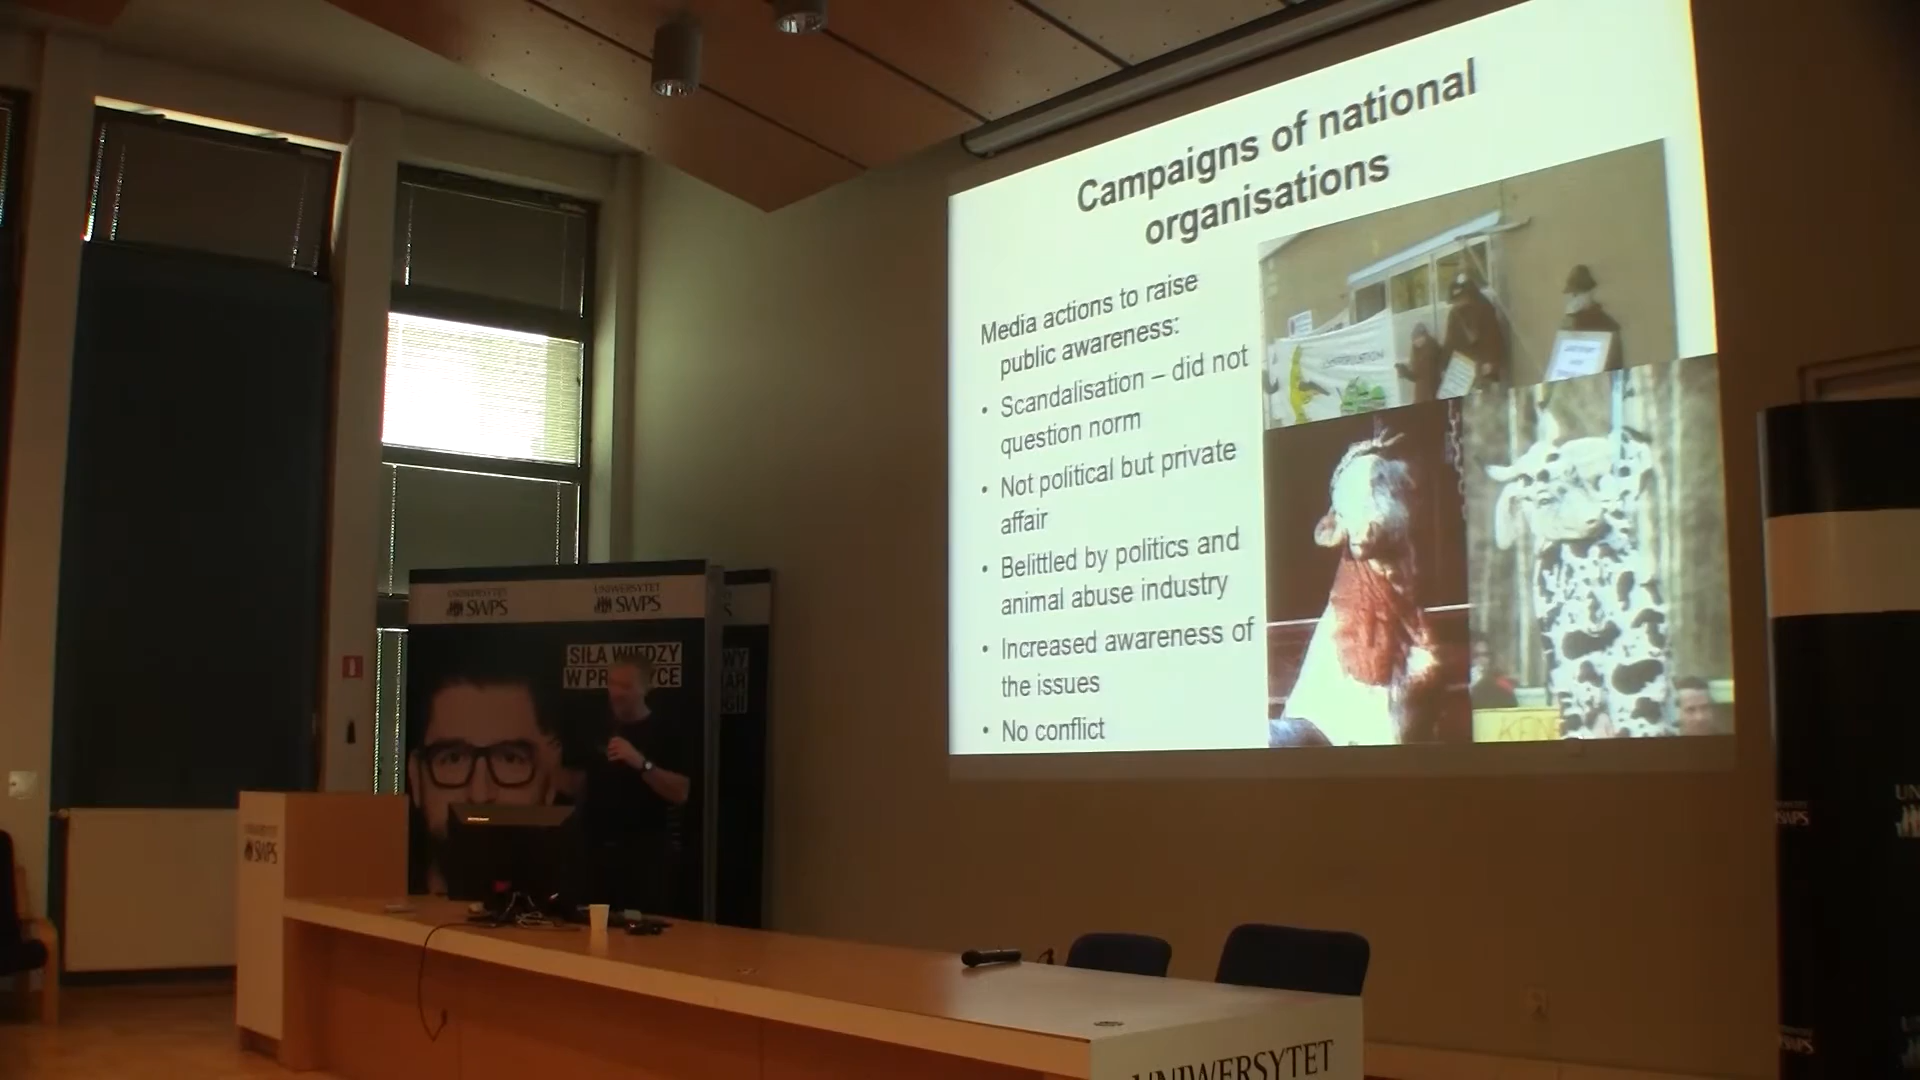 Campaigns of national
organisations
Media actions to raise
public awareness:
• Scandalisation – did not
question norm
• Not political but private
affair
• Belittled by politics and
animal abuse industry
• Increased awareness of
the issues
• No conflict
UNIWERSYTET
SWPS
UNIWERSYTET
SWPS
SIŁA WIEDZY
W PRAKTYCE
SWPS
UNIWERSYTET
SWPS
SWPS